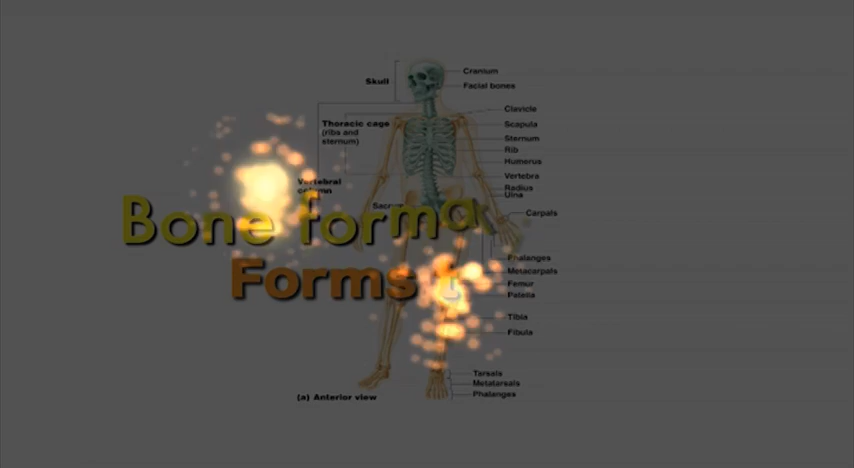 Skull
Cranium
Facial bones
Clavicle
Thoracic cage
(ribs and
sternum)
Scapula
Sternum
Rib
Humerus
Vertebral
column
Vertebra
Radius
Ulna
Sacr
Carpals
Bone forma
Phalanges
Metacarpals
Forms
Femur
Patella
Tibia
Fibula
Tarsals
Metatarsals
Phalanges
(a) Anterior view